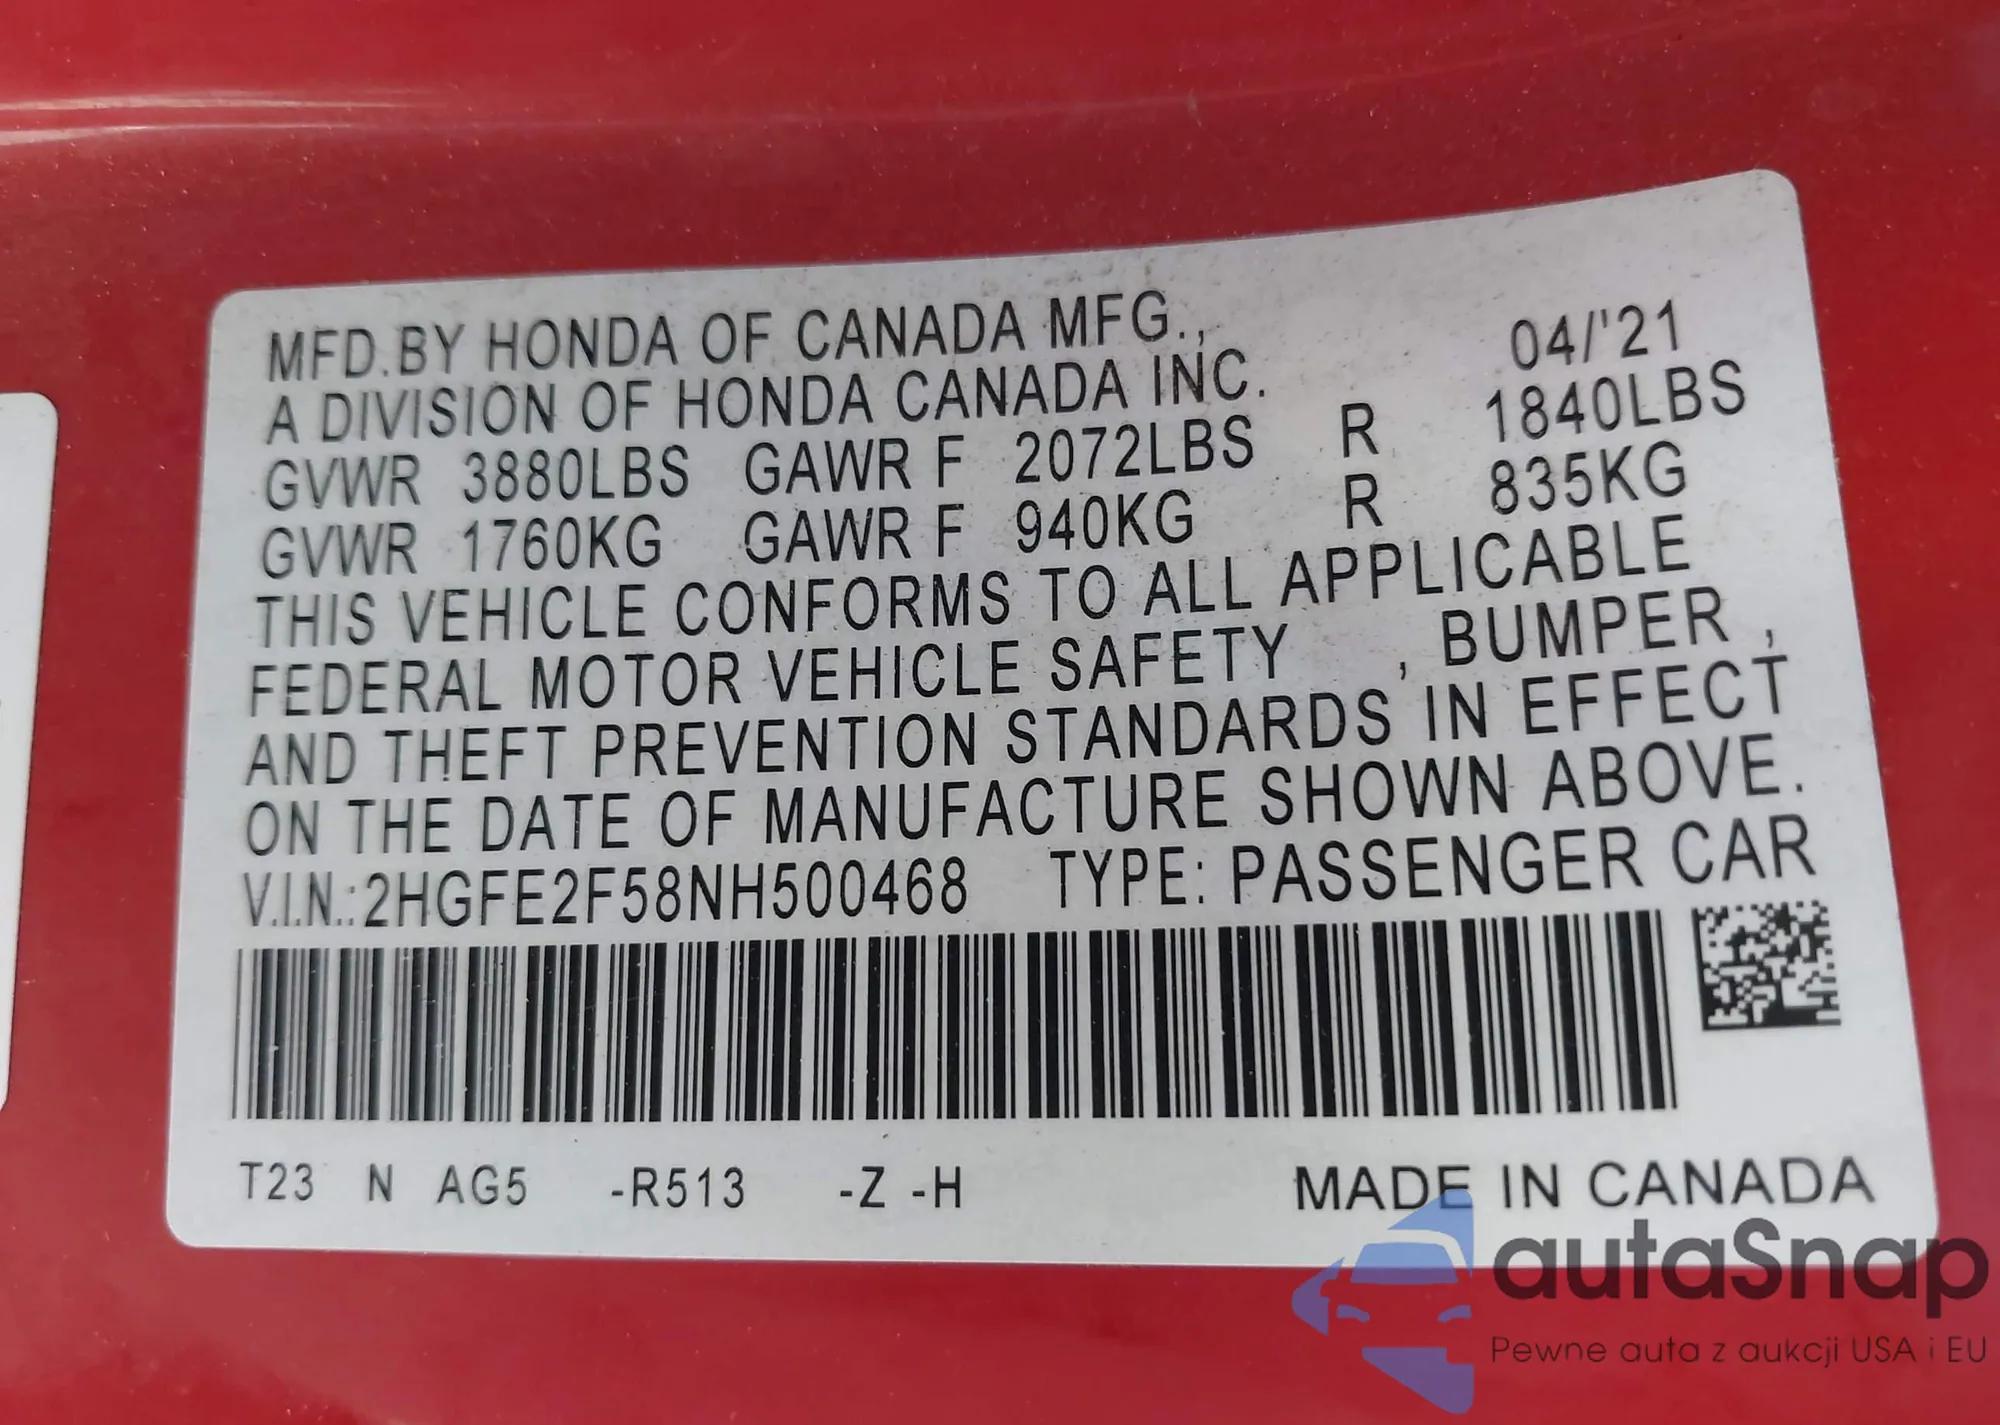 MFD.BY HONDA OF CANADA MFG., 04/'21
A DIVISION OF HONDA CANADA INC.
GVWR 3880LBS GAWR F 2072LBS R 1840LBS
GVWR 1760KG GAWR F 940KG R 835KG
THIS VEHICLE CONFORMS TO ALL APPLICABLE
FEDERAL MOTOR VEHICLE SAFETY , BUMPER ,
AND THEFT PREVENTION STANDARDS IN EFFECT
ON THE DATE OF MANUFACTURE SHOWN ABOVE.
V.I.N.:2HGFE2F58NH500468 TYPE: PASSENGER CAR
T23 N AG5 -R513 -Z -H MADE IN CANADA
autaSnap
Pewne auta z aukcji USA i EU